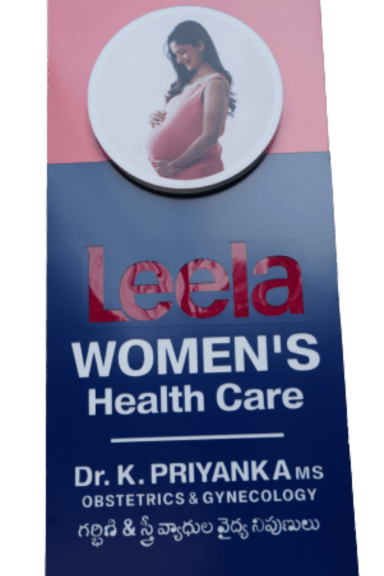 Leela
WOMEN'S
Health Care
Dr. K. PRIYANKA MS
OBSTETRICS & GYNECOLOGY
గర్భిణి & స్త్రీ వ్యాధుల వైద్య నిపుణులు